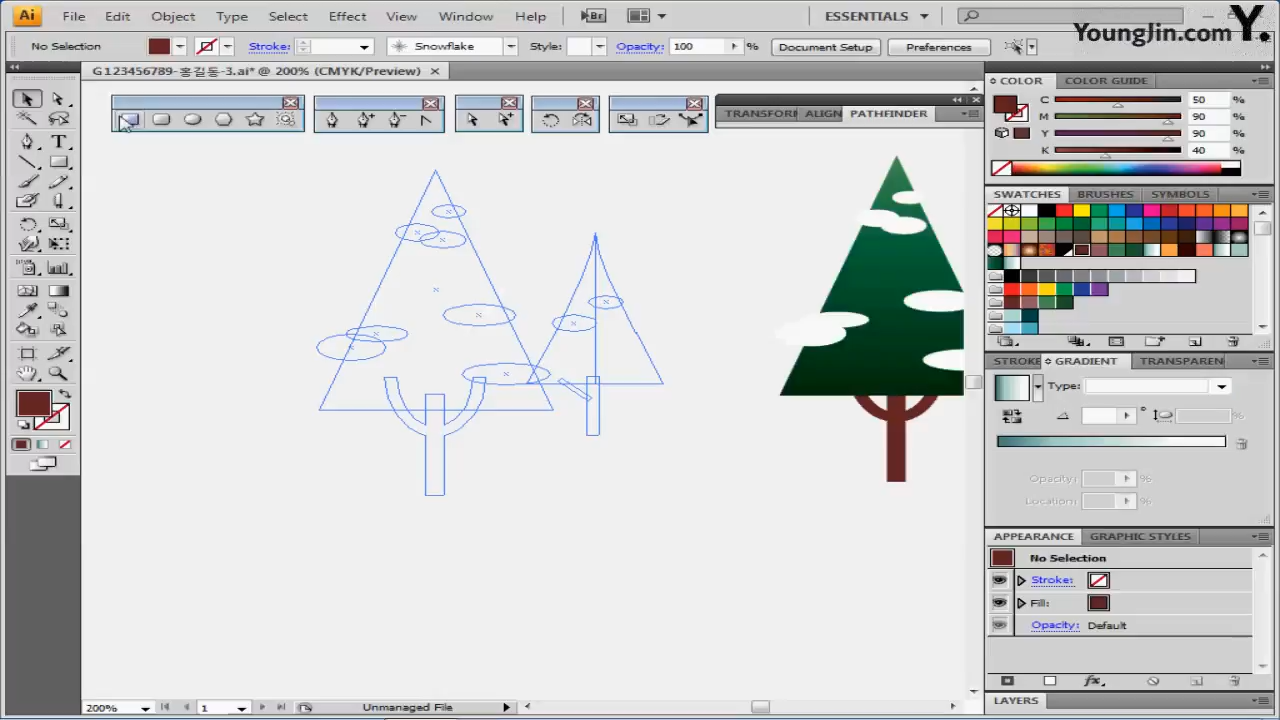 Ai File Edit Object Type Select Effect View Window Help Br ESSENTIALS
YoungJin.com Y.
No Selection Stroke: Snowflake Style: Opacity: 100 % Document Setup Preferences
G123456789-홍길동-3.ai* @ 200% (CMYK/Preview)
COLOR COLOR GUIDE
C 50 %
M 90 %
Y 90 %
K 40 %
TRANSFORI ALIGN PATHFINDER
SWATCHES BRUSHES SYMBOLS
STROKE GRADIENT TRANSPAREN
Type:
Opacity: %
Location: %
APPEARANCE GRAPHIC STYLES
No Selection
Stroke:
Fill:
Opacity: Default
LAYERS
200% 1 Unmanaged File